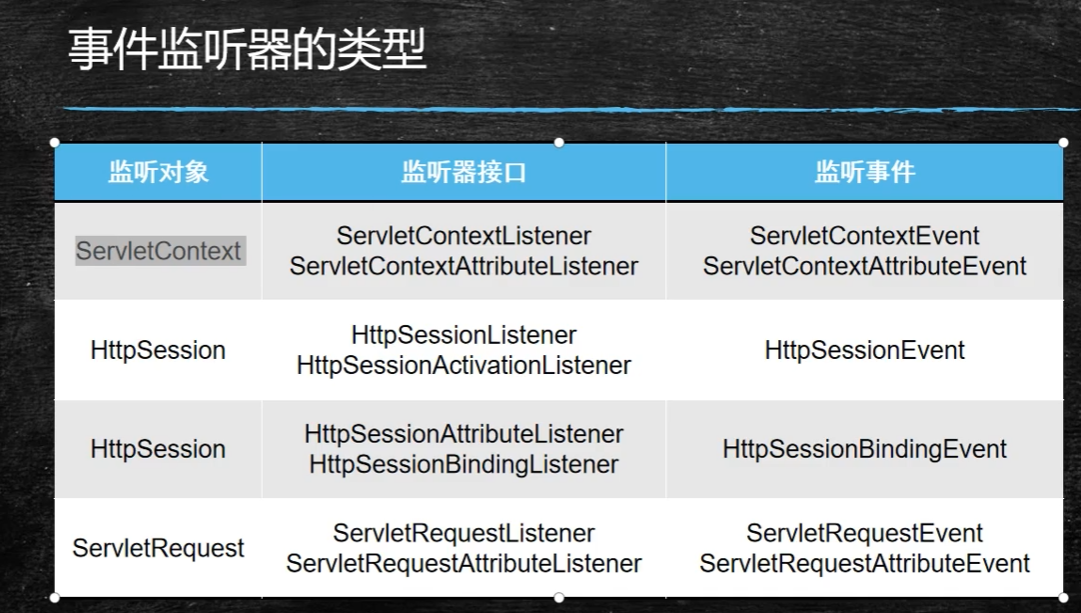 事件监听器的类型
监听对象 监听器接口 监听事件
ServletContext
ServletContextListener
ServletContextAttributeListener
ServletContextEvent
ServletContextAttributeEvent
HttpSession
HttpSessionListener
HttpSessionActivationListener
HttpSessionEvent
HttpSession
HttpSessionAttributeListener
HttpSessionBindingListener
HttpSessionBindingEvent
ServletRequest
ServletRequestListener
ServletRequestAttributeListener
ServletRequestEvent
ServletRequestAttributeEvent